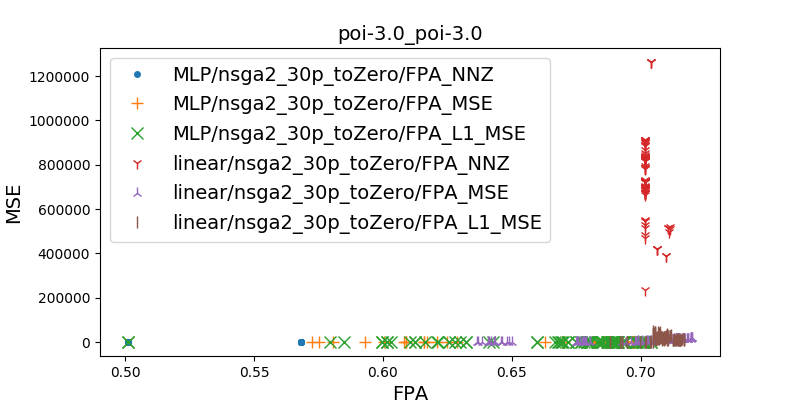 poi-3.0_poi-3.0
MLP/nsga2_30p_toZero/FPA_NNZ
MLP/nsga2_30p_toZero/FPA_MSE
MLP/nsga2_30p_toZero/FPA_L1_MSE
linear/nsga2_30p_toZero/FPA_NNZ
linear/nsga2_30p_toZero/FPA_MSE
linear/nsga2_30p_toZero/FPA_L1_MSE
MSE
1200000
1000000
800000
600000
400000
200000
0
0.50 0.55 0.60 0.65 0.70
FPA